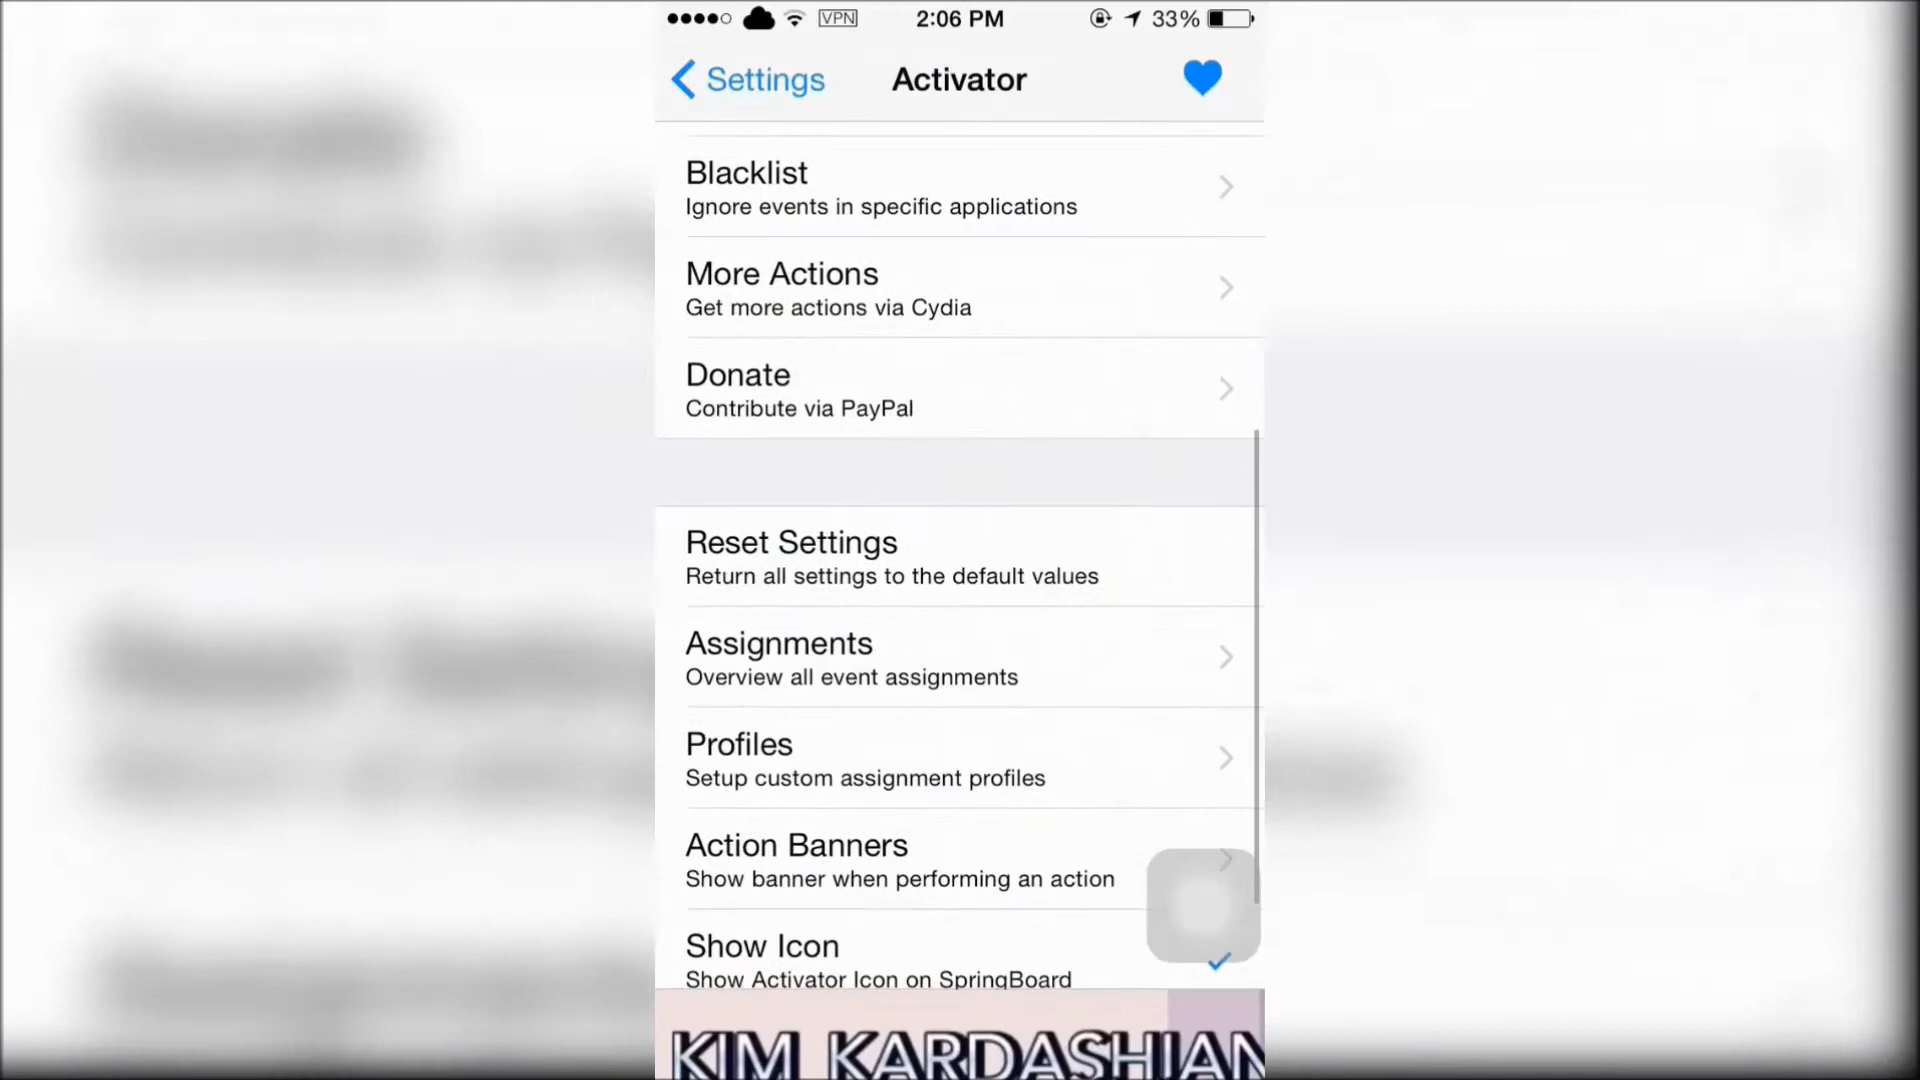 VPN 2:06 PM 33%
Settings Activator
Blacklist
Ignore events in specific applications
More Actions
Get more actions via Cydia
Donate
Contribute via PayPal
Reset Settings
Return all settings to the default values
Assignments
Overview all event assignments
Profiles
Setup custom assignment profiles
Action Banners
Show banner when performing an action
Show Icon
Show Activator Icon on SpringBoard
KIM KARDASHIAN